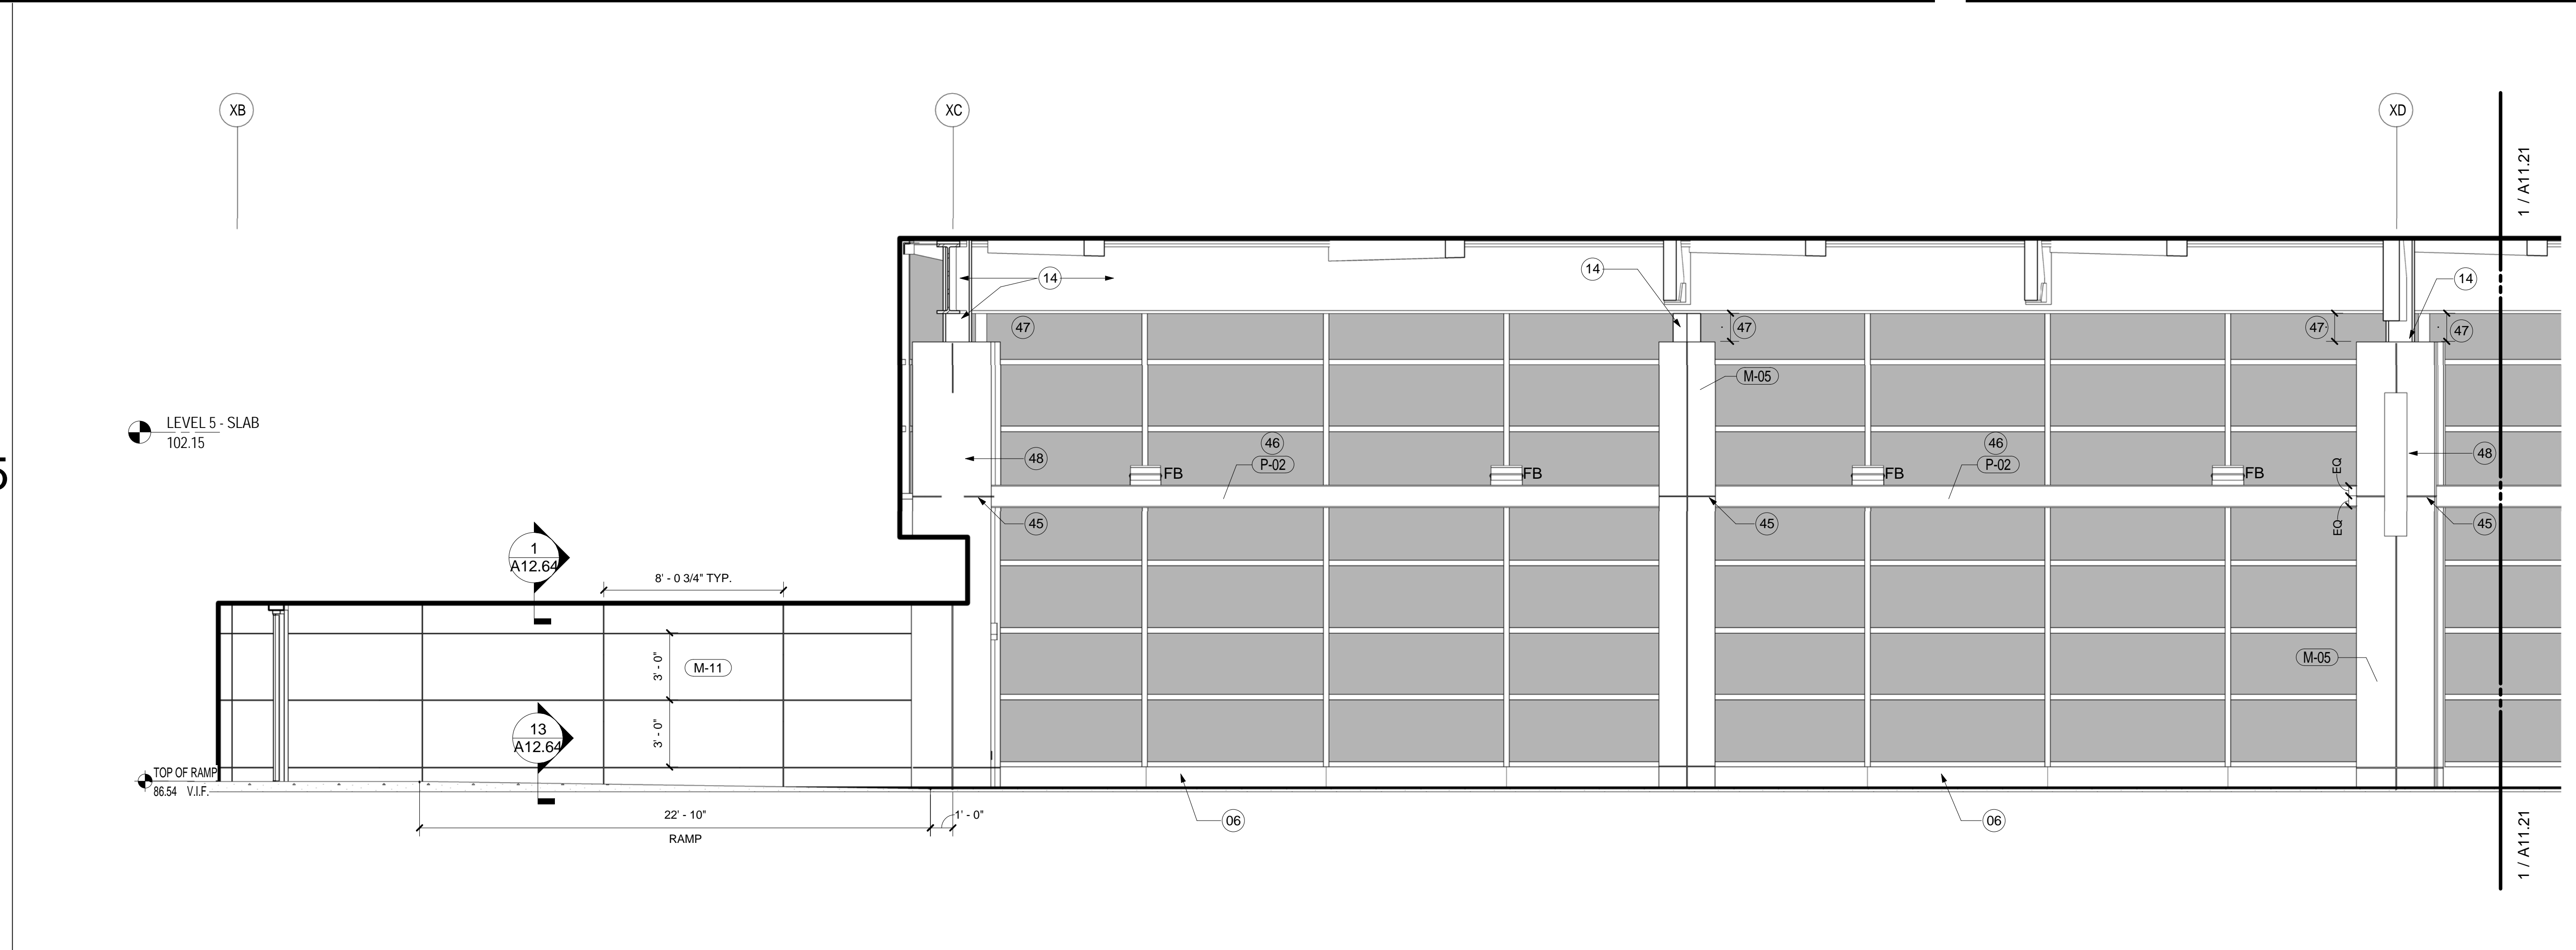 XB
XC
XD
1 / A11.21
14
14
14
47
47
47
47
M-05
LEVEL 5 - SLAB
102.15
46
P-02
46
P-02
48
48
FB
FB
FB
FB
EQ
EQ
45
45
45
1
A12.64
8' - 0 3/4" TYP.
3' - 0"
M-11
M-05
3' - 0"
13
A12.64
TOP OF RAMP
86.54 V.I.F.
22' - 10"
RAMP
1' - 0"
06
06
1 / A11.21